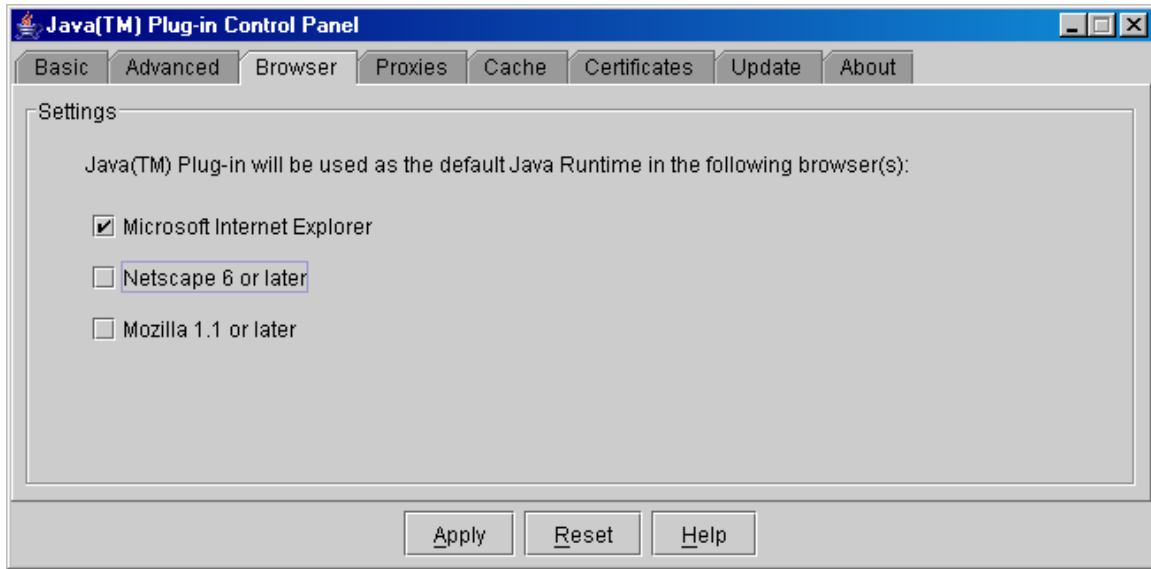 Java(TM) Plug-in Control Panel
Basic Advanced Browser Proxies Cache Certificates Update About
Settings
Java(TM) Plug-in will be used as the default Java Runtime in the following browser(s):
Microsoft Internet Explorer
Netscape 6 or later
Mozilla 1.1 or later
Apply Reset Help